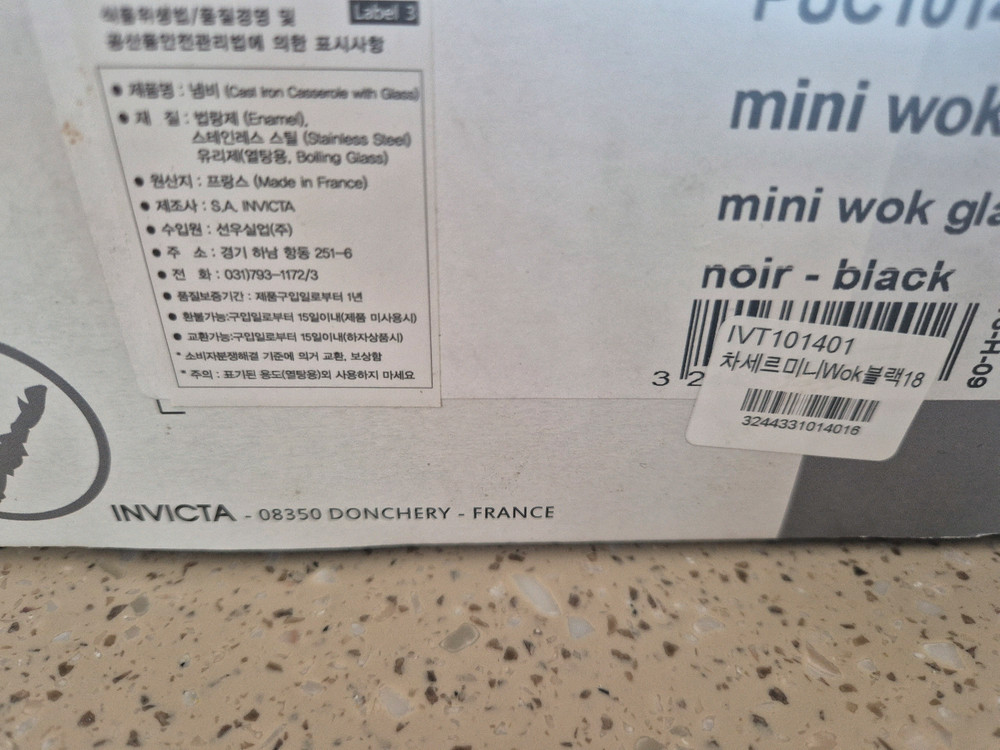 식품위생법/품질경영 및
공산품안전관리법에 의한 표시사항
Label 3
● 제품명 : 냄비 (Cast Iron Casserole with Glass)
● 재 질 : 법랑제 (Enamel),
스테인레스 스틸 (Stainless Steel)
유리제(열탕용, Boiling Glass)
● 원산지 : 프랑스 (Made in France)
● 제조사 : S.A. INVICTA
● 수입원 : 선우실업(주)
● 주 소 : 경기 하남 항동 251-6
● 전 화 : 031)793-1172/3
● 품질보증기간 : 제품구입일로부터 1년
● 환불가능:구입일로부터 15일이내(제품 미사용시)
● 교환가능:구입일로부터 15일이내(하자상품시)
* 소비자분쟁해결 기준에 의거 교환, 보상함
* 주의 : 표기된 용도(열탕용)외 사용하지 마세요
INVICTA - 08350 DONCHERY - FRANCE
mini wok
mini wok gla
noir - black
3 2
IVT101401
차세르미니Wok블랙18
3244331014016